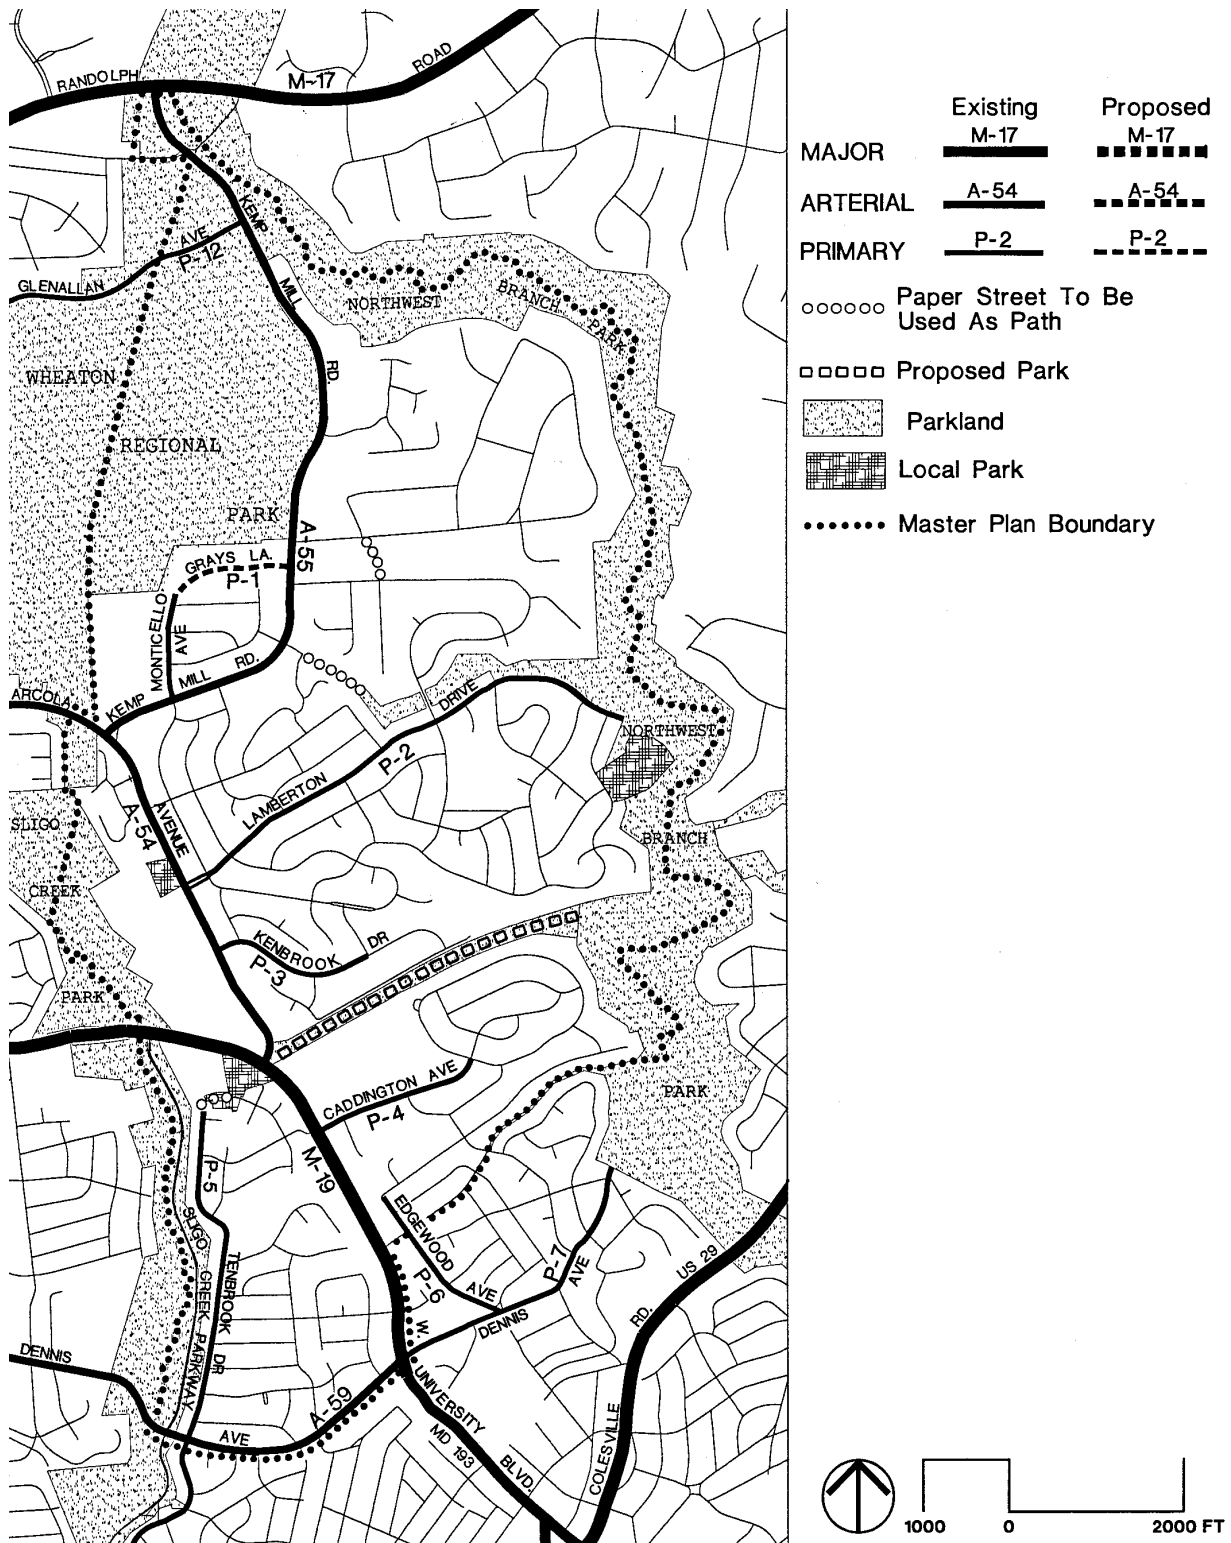 RANDOLPH
M-17
ROAD
KEMP
MILL
RD.
AVE
P-12
GLENALLAN
NORTHWEST
BRANCH
PARK
WHEATON
REGIONAL
PARK
A-55
GRAYS LA.
P-1
MONTICELLO
AVE
KEMP
MILL
RD.
ARCOLA
AVENUE
A-54
DRIVE
P-2
LAMBERTON
NORTHWEST
BRANCH
PARK
SLIGO
CREEK
PARK
KENBROOK
DR
P-3
CADDINGTON AVE
P-4
M-19
P-5
SLIGO
CREEK
PARKWAY
TENBROOK
DR
EDGEWOOD
AVE
P-6
P-7
AVE
DENNIS
W.
UNIVERSITY
BLVD.
MD 193
A-59
DENNIS
AVE
COLESVILLE
RD.
US 29
Existing
Proposed
MAJOR
M-17
M-17
ARTERIAL
A-54
A-54
PRIMARY
P-2
P-2
Paper Street To Be
Used As Path
Proposed Park
Parkland
Local Park
Master Plan Boundary
1000
0
2000 FT